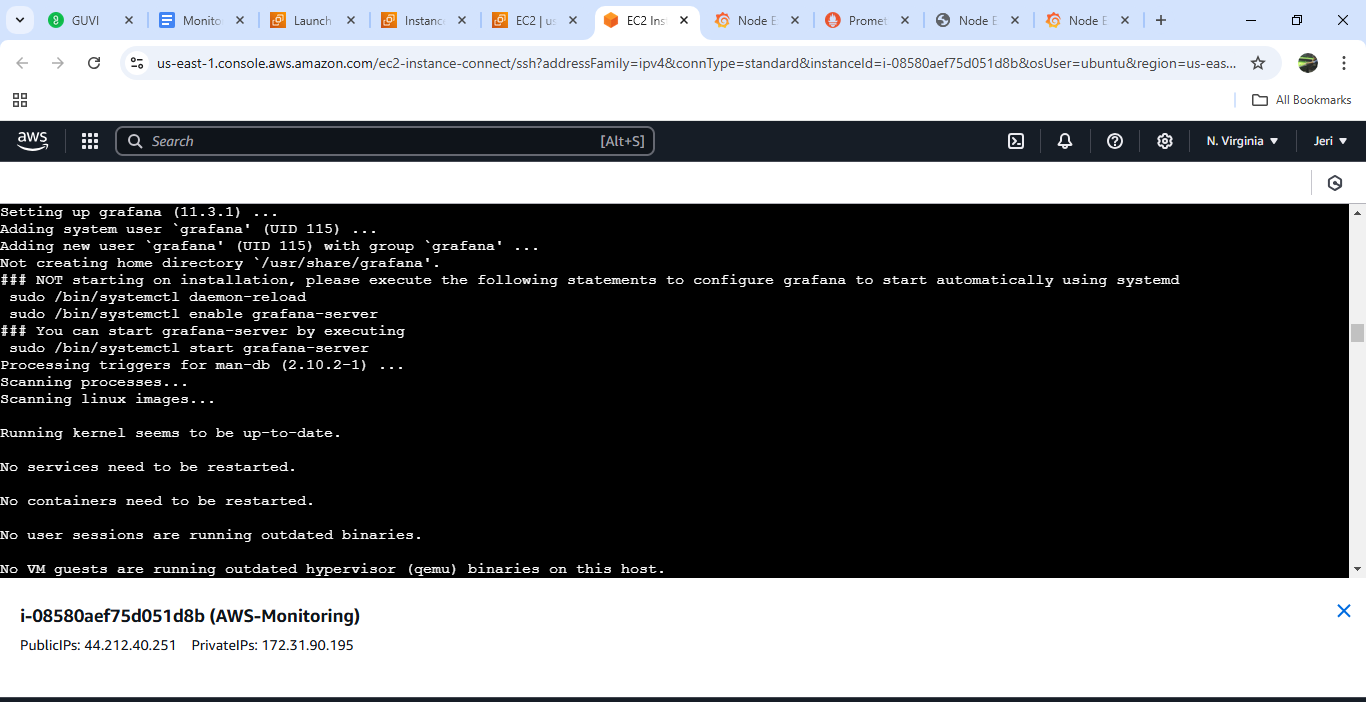 GUVI
Monito
Launch
Instanc
EC2 | us
EC2 Ins
Node E
Promet
Node E
Node E
us-east-1.console.aws.amazon.com/ec2-instance-connect/ssh?addressFamily=ipv4&connType=standard&instanceId=i-08580aef75d051d8b&osUser=ubuntu&region=us-eas...
All Bookmarks
aws
Search
[Alt+S]
N. Virginia
Jeri
Setting up grafana (11.3.1) ...
Adding system user `grafana' (UID 115) ...
Adding new user `grafana' (UID 115) with group `grafana' ...
Not creating home directory `/usr/share/grafana'.
### NOT starting on installation, please execute the following statements to configure grafana to start automatically using systemd
sudo /bin/systemctl daemon-reload
sudo /bin/systemctl enable grafana-server
### You can start grafana-server by executing
sudo /bin/systemctl start grafana-server
Processing triggers for man-db (2.10.2-1) ...
Scanning processes...
Scanning linux images...
Running kernel seems to be up-to-date.
No services need to be restarted.
No containers need to be restarted.
No user sessions are running outdated binaries.
No VM guests are running outdated hypervisor (qemu) binaries on this host.
i-08580aef75d051d8b (AWS-Monitoring)
PublicIPs: 44.212.40.251 PrivateIPs: 172.31.90.195